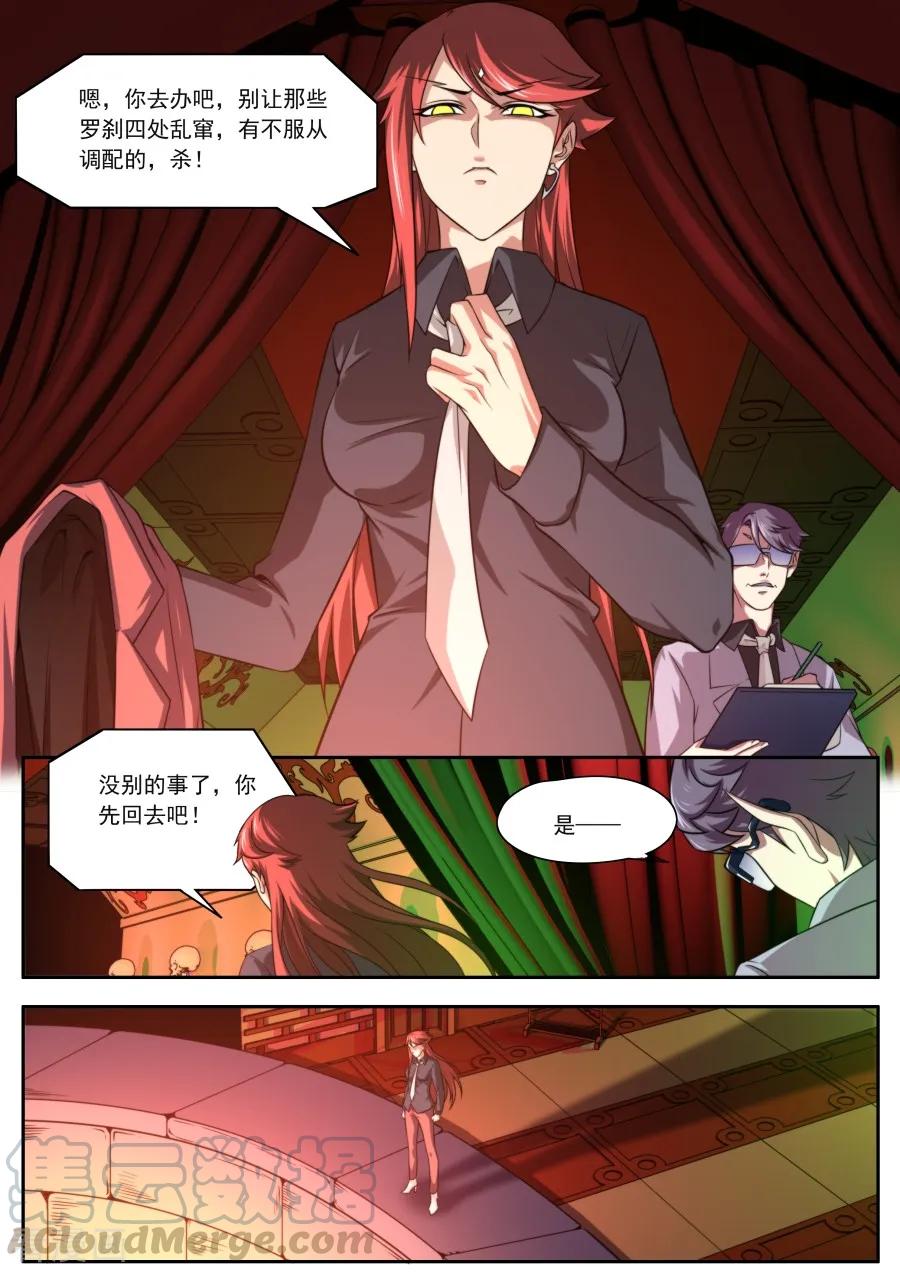 嗯，你去办吧，别让那些
罗刹四处乱窜，有不服从
调配的，杀！
没别的事了，你
先回去吧！
是——
集云数据
ACloudMerge.com